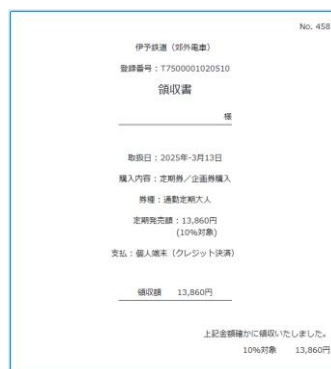 No. 458
伊予鉄道（郊外電車）
登録番号：T7500001020510
領収書
様
取扱日：2025年-3月13日
購入内容：定期券／企画券購入
券種：通勤定期大人
定期発売額：13,860円
(10%対象)
支払：個人端末（クレジット決済）
領収額　13,860円
上記金額確かに領収いたしました。
10%対象　13,860円